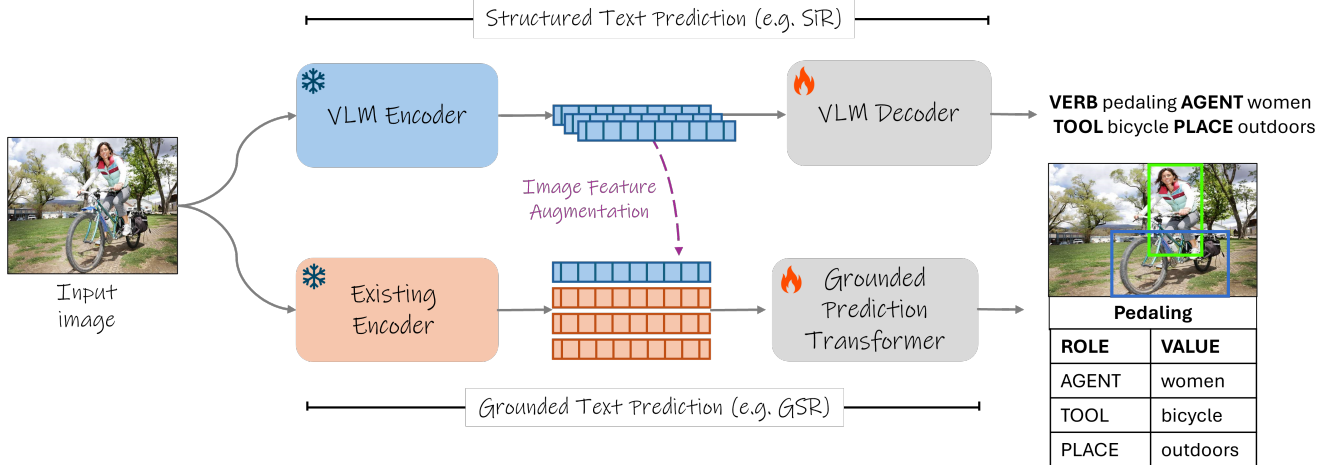 Structured Text Prediction (e.g. SiR)
VLM Encoder
VLM Decoder
VERB pedaling AGENT women
TOOL bicycle PLACE outdoors
Image Feature
Augmentation
Input
image
Existing
Encoder
Grounded
Prediction
Transformer
Pedaling
ROLE VALUE
AGENT women
TOOL bicycle
PLACE outdoors
Grounded Text Prediction (e.g. GSR)